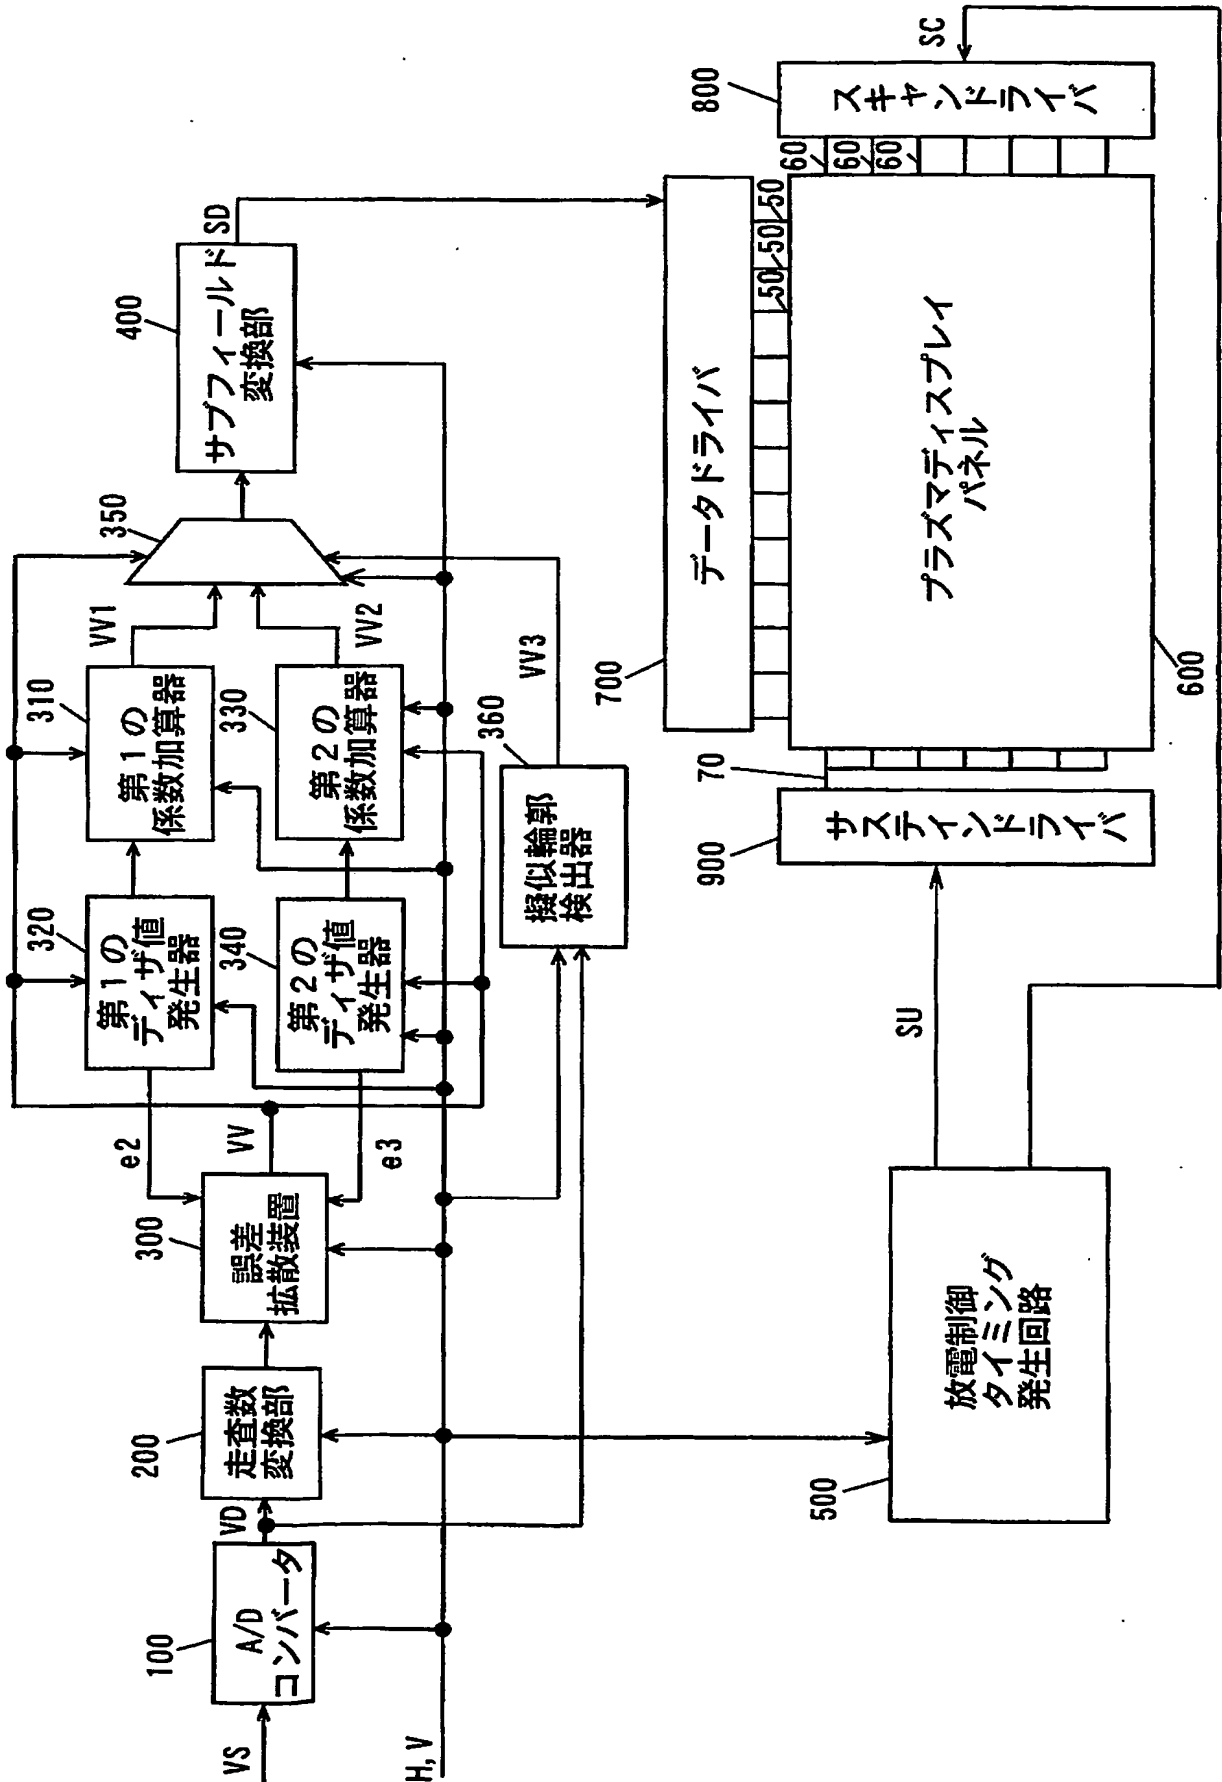 VS
H,V
100
A/D
コンバータ
VD
200
走査数
変換部
300
誤差
拡散装置
e2
VV
e3
320
第1の
ディザ値
発生器
340
第2の
ディザ値
発生器
310
第1の
係数加算器
330
第2の
係数加算器
VV1
VV2
350
360
擬似輪郭
検出器
VV3
400
サブフィールド
変換部
SD
500
放電制御
タイミング
発生回路
SU
SC
900
サスティンドライバ
70
700
データドライバ
50
50
50
600
プラズマディスプレイ
パネル
60
60
60
800
スキャンドライバ